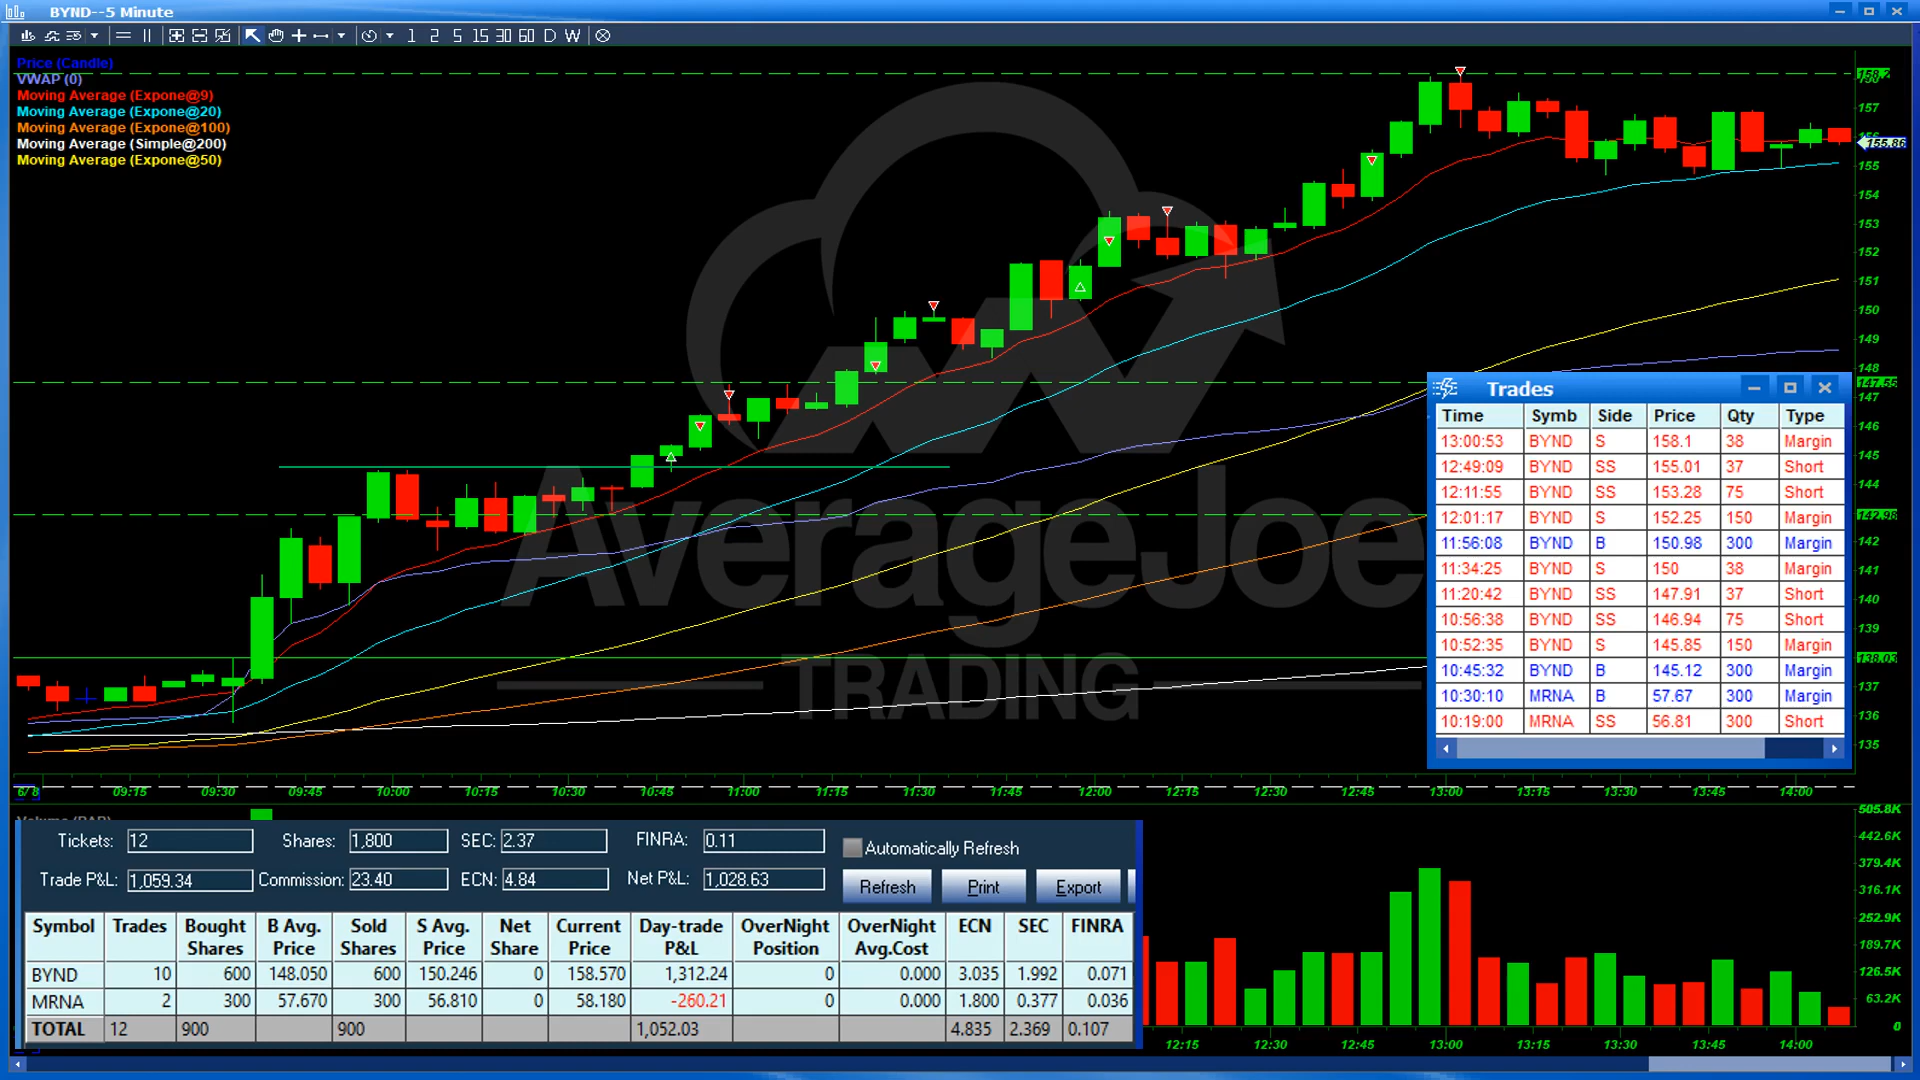 BYND--5 Minute
1 2 5 15 30 60 D W
Price (Candle)
VWAP (0)
Moving Average (Expone@9)
Moving Average (Expone@20)
Moving Average (Expone@100)
Moving Average (Simple@200)
Moving Average (Expone@50)
158.2
157
155.86
155
154
153
152
151
150
149
148
147.55
147
146
145
144
142.98
142
141
140
139
138.03
137
136
135
AverageJoe
TRADING
Trades
Time Symb Side Price Qty Type
13:00:53 BYND S 158.1 38 Margin
12:49:09 BYND SS 155.01 37 Short
12:11:55 BYND SS 153.28 75 Short
12:01:17 BYND S 152.25 150 Margin
11:56:08 BYND B 150.98 300 Margin
11:34:25 BYND S 150 38 Margin
11:20:42 BYND SS 147.91 37 Short
10:56:38 BYND SS 146.94 75 Short
10:52:35 BYND S 145.85 150 Margin
10:45:32 BYND B 145.12 300 Margin
10:30:10 MRNA B 57.67 300 Margin
10:19:00 MRNA SS 56.81 300 Short
6/8 09:15 09:30 09:45 10:00 10:15 10:30 10:45 11:00 11:15 11:30 11:45 12:00 12:15 12:30 12:45 13:00 13:15 13:30 13:45 14:00
505.8K
442.6K
379.4K
316.1K
252.9K
189.7K
126.5K
63.2K
0
Tickets: 12 Shares: 1,800 SEC: 2.37 FINRA: 0.11 Automatically Refresh
Trade P&L: 1,059.34 Commission: 23.40 ECN: 4.84 Net P&L: 1,028.63 Refresh Print Export
Symbol Trades Bought Shares B Avg. Price Sold Shares S Avg. Price Net Share Current Price Day-trade P&L OverNight Position OverNight Avg.Cost ECN SEC FINRA
BYND 10 600 148.050 600 150.246 0 158.570 1,312.24 0 0.000 3.035 1.992 0.071
MRNA 2 300 57.670 300 56.810 0 58.180 -260.21 0 0.000 1.800 0.377 0.036
TOTAL 12 900 900 1,052.03 4.835 2.369 0.107
12:15 12:30 12:45 13:00 13:15 13:30 13:45 14:00